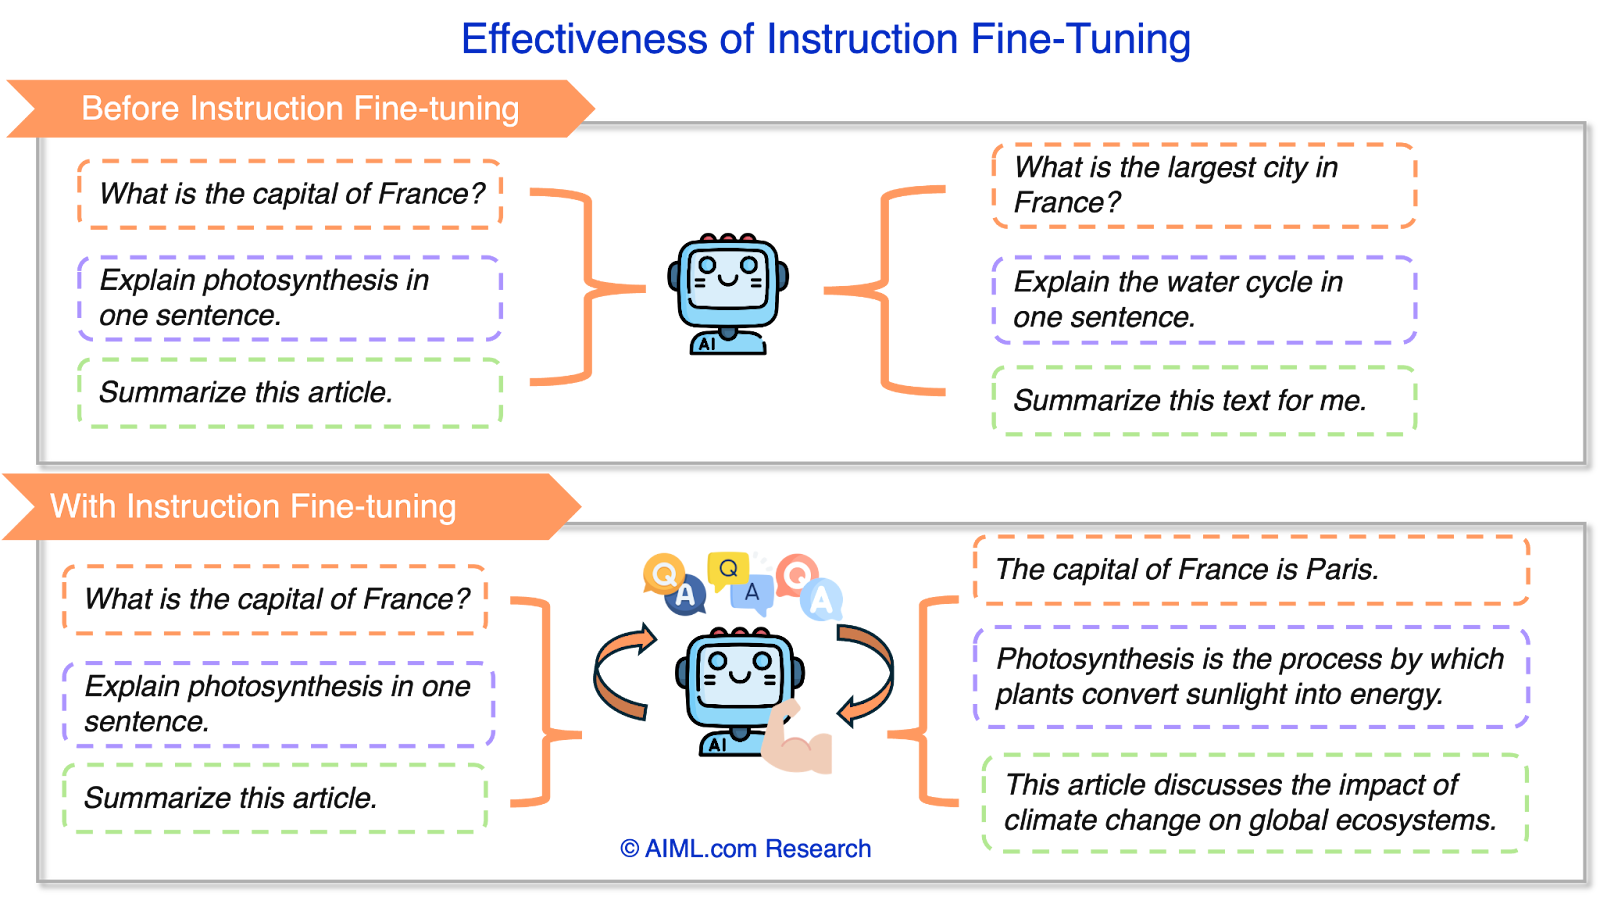 Effectiveness of Instruction Fine-Tuning
Before Instruction Fine-tuning
What is the capital of France?
Explain photosynthesis in
one sentence.
Summarize this article.
AI
What is the largest city in
France?
Explain the water cycle in
one sentence.
Summarize this text for me.
With Instruction Fine-tuning
What is the capital of France?
Explain photosynthesis in one
sentence.
Summarize this article.
Q
A
Q
A
Q
A
AI
The capital of France is Paris.
Photosynthesis is the process by which
plants convert sunlight into energy.
This article discusses the impact of
climate change on global ecosystems.
© AIML.com Research